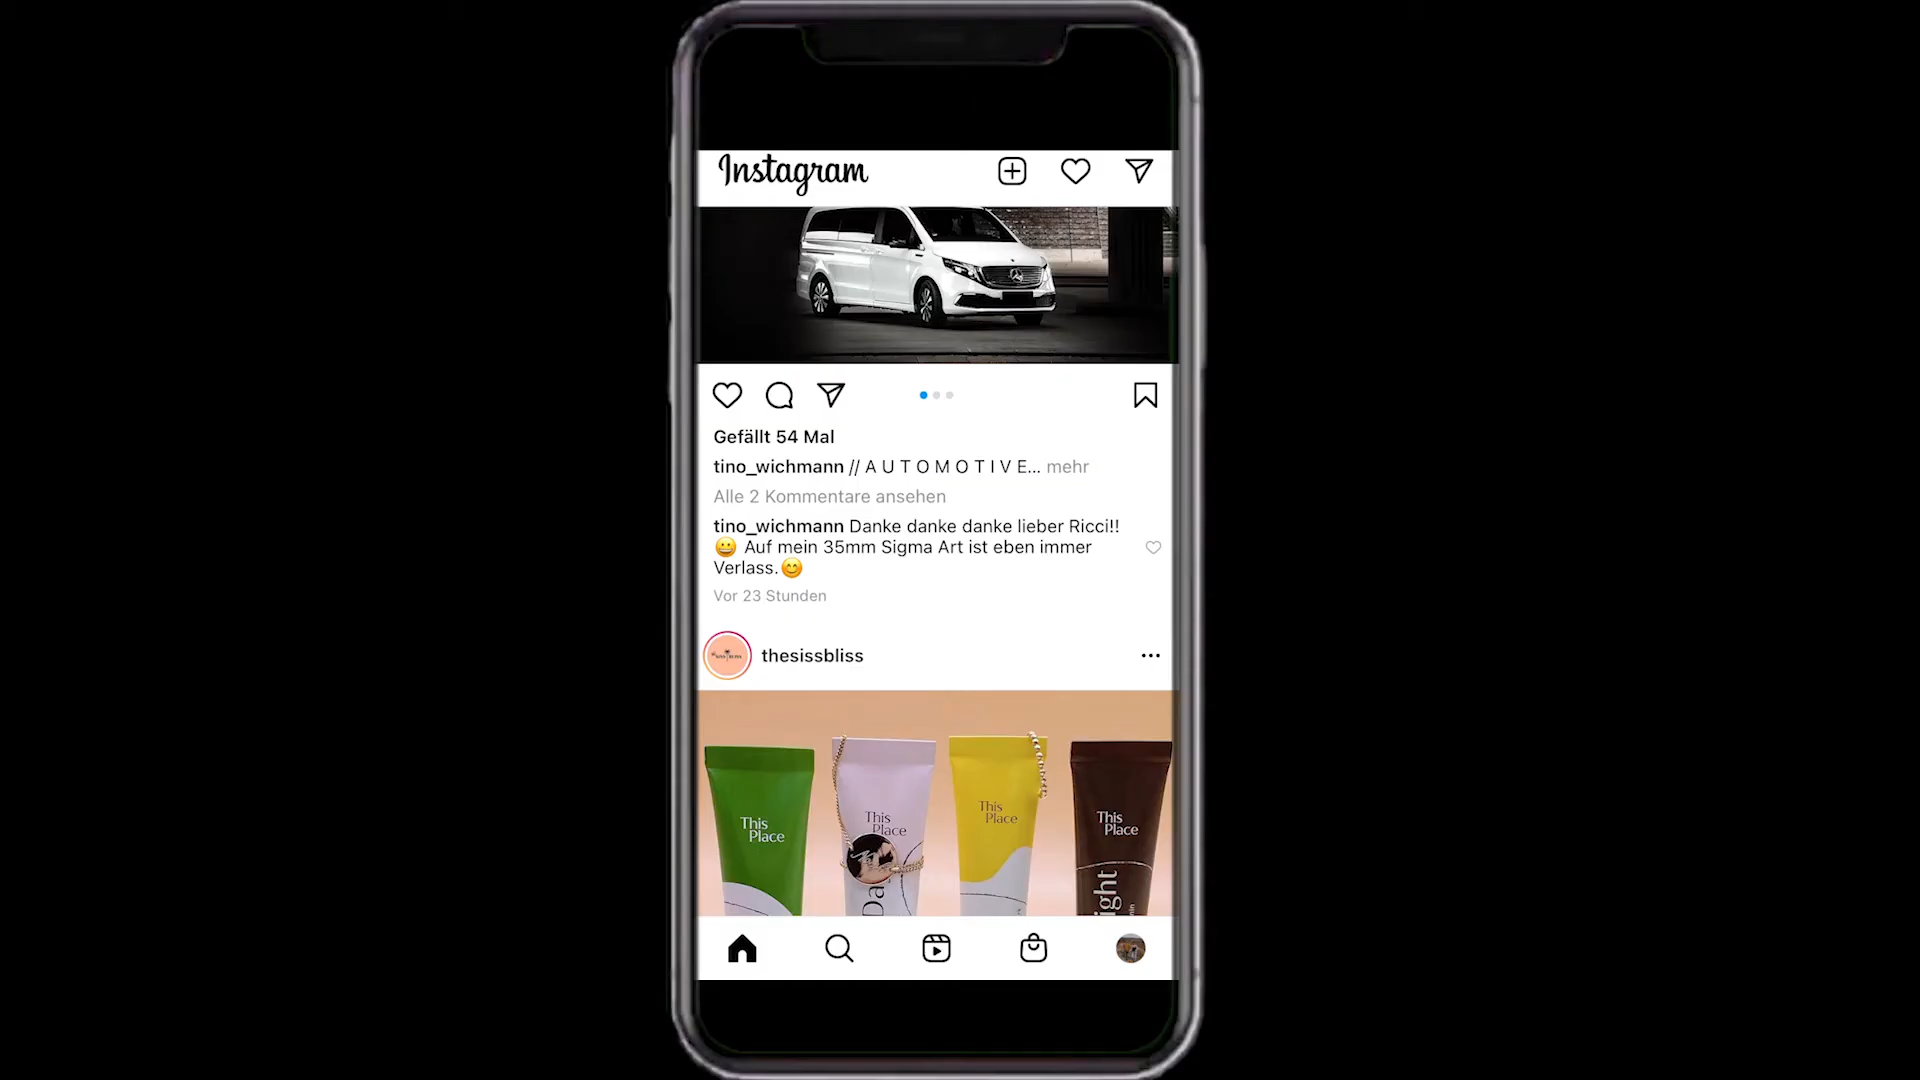 Instagram
Gefällt 54 Mal
tino_wichmann // A U T O M O T I V E... mehr
Alle 2 Kommentare ansehen
tino_wichmann Danke danke danke lieber Ricci!!
😀 Auf mein 35mm Sigma Art ist eben immer
Verlass.😊
Vor 23 Stunden
thesissbliss
This
Place
This
Place
This
Place
This
Place
Da
ight